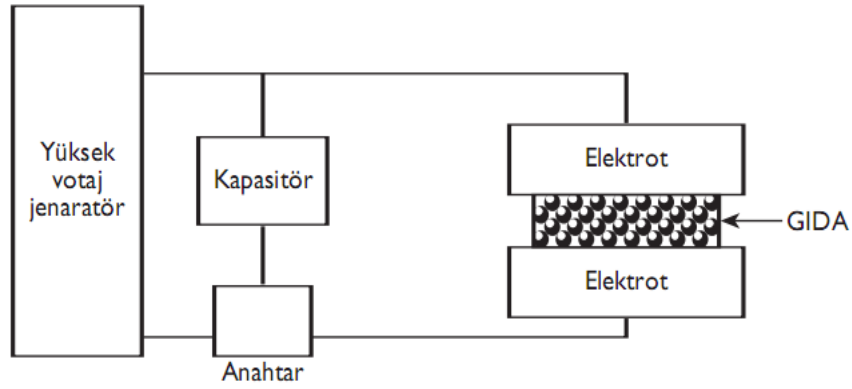 Yüksek
votaj
jenaratör
Kapasitör
Anahtar
Elektrot
GIDA
Elektrot